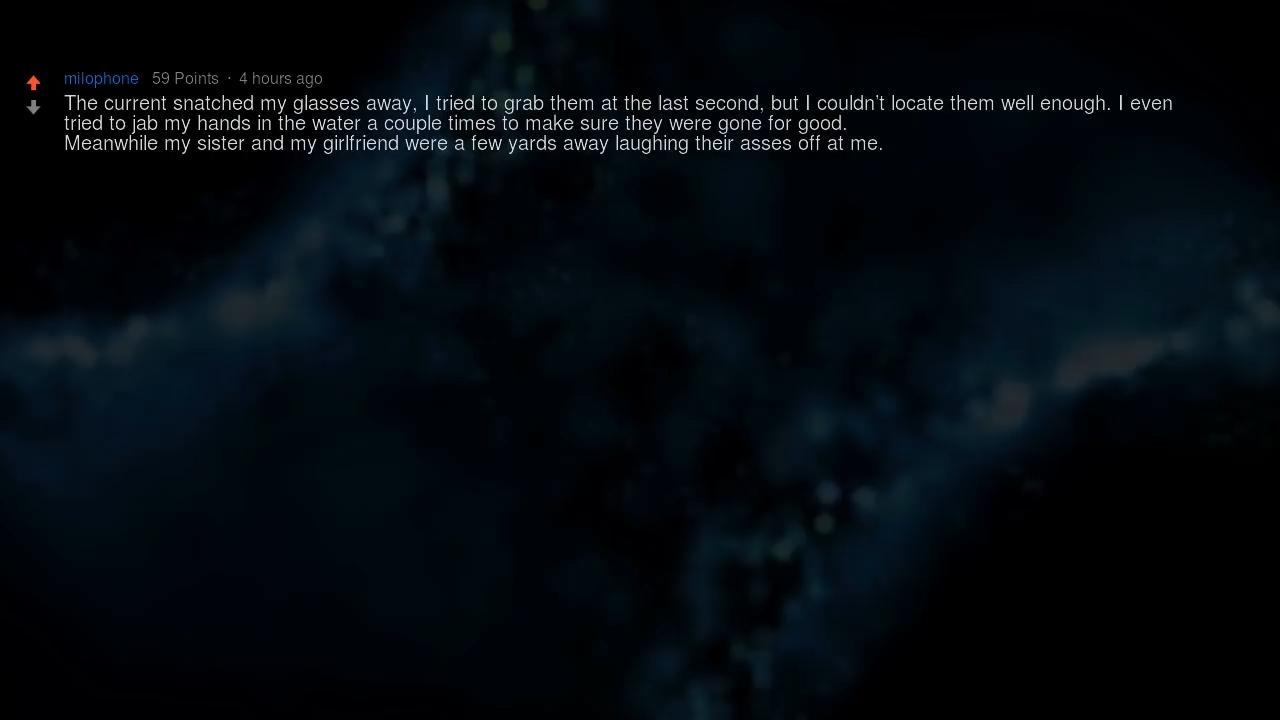 milophone 59 Points · 4 hours ago
The current snatched my glasses away, I tried to grab them at the last second, but I couldn't locate them well enough. I even
tried to jab my hands in the water a couple times to make sure they were gone for good.
Meanwhile my sister and my girlfriend were a few yards away laughing their asses off at me.